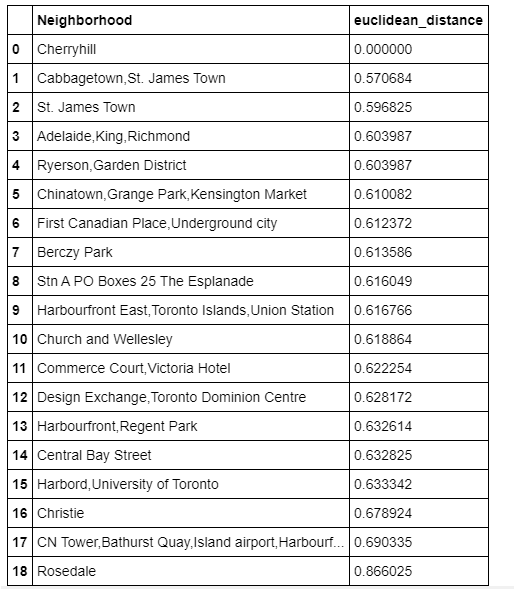 Neighborhood euclidean_distance
0 Cherryhill 0.000000
1 Cabbagetown,St. James Town 0.570684
2 St. James Town 0.596825
3 Adelaide,King,Richmond 0.603987
4 Ryerson,Garden District 0.603987
5 Chinatown,Grange Park,Kensington Market 0.610082
6 First Canadian Place,Underground city 0.612372
7 Berczy Park 0.613586
8 Stn A PO Boxes 25 The Esplanade 0.616049
9 Harbourfront East,Toronto Islands,Union Station 0.616766
10 Church and Wellesley 0.618864
11 Commerce Court,Victoria Hotel 0.622254
12 Design Exchange,Toronto Dominion Centre 0.628172
13 Harbourfront,Regent Park 0.632614
14 Central Bay Street 0.632825
15 Harbord,University of Toronto 0.633342
16 Christie 0.678924
17 CN Tower,Bathurst Quay,Island airport,Harbourf... 0.690335
18 Rosedale 0.866025